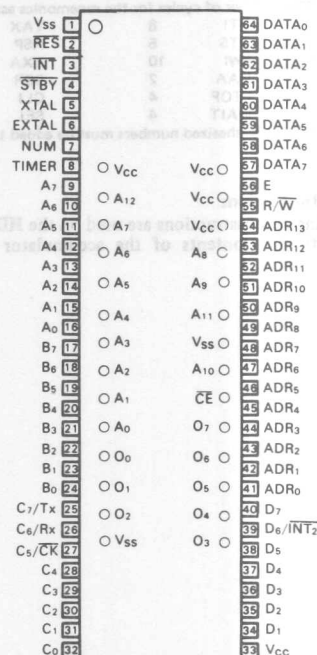 Vss 1 64 DATA0
RES 2 63 DATA1
INT 3 62 DATA2
STBY 4 61 DATA3
XTAL 5 60 DATA4
EXTAL 6 59 DATA5
NUM 7 58 DATA6
TIMER 8 Vcc Vcc 57 DATA7
A7 9 56 E
A6 10 A12 Vcc 55 R/W
A5 11 A7 Vcc 54 ADR13
A4 12 A6 A8 53 ADR12
A3 13 52 ADR11
A2 14 A5 A9 51 ADR10
A1 15 50 ADR9
A0 16 A4 A11 49 ADR8
B7 17 A3 Vss 48 ADR7
B6 18 A2 A10 47 ADR6
B5 19 46 ADR5
B4 20 A1 CE 45 ADR4
B3 21 A0 O7 44 ADR3
B2 22 43 ADR2
B1 23 O0 O6 42 ADR1
B0 24 O1 O5 41 ADR0
C7/Tx 25 O2 O4 40 D7
C6/Rx 26 39 D6/INT2
C5/CK 27 Vss O3 38 D5
C4 28 37 D4
C3 29 36 D3
C2 30 35 D2
C1 31 34 D1
C0 32 33 Vcc